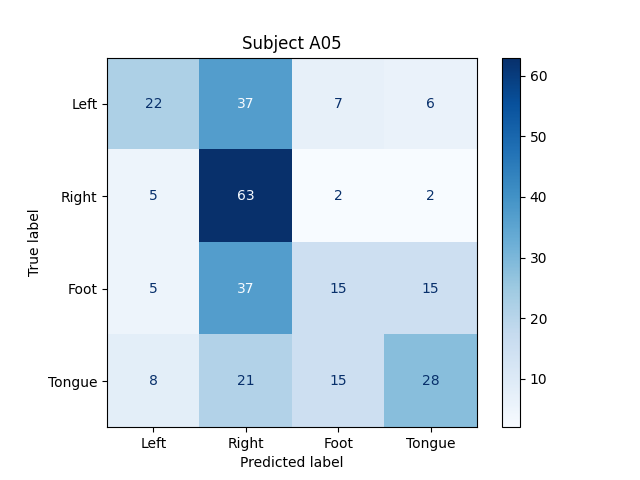 Subject A05
True label
Left 22 37 7 6
Right 5 63 2 2
Foot 5 37 15 15
Tongue 8 21 15 28
Left Right Foot Tongue
Predicted label
60
50
40
30
20
10